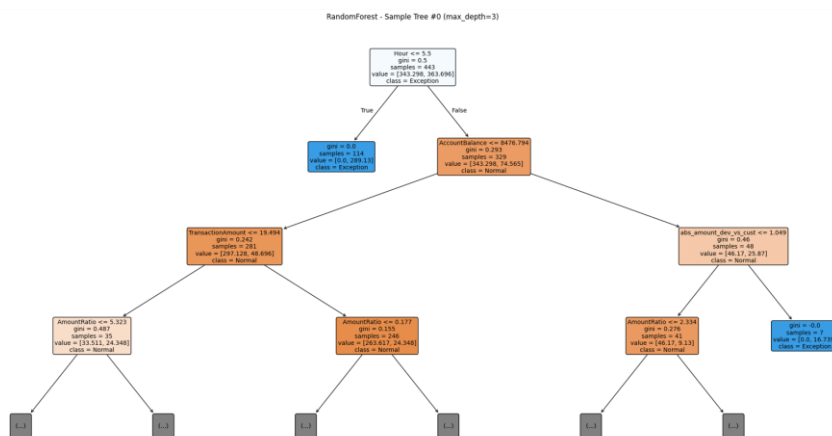 RandomForest - Sample Tree #0 (max_depth=3)
Hour <= 5.5
gini = 0.5
samples = 443
value = [343.298, 363.696]
class = Exception
True
False
gini = 0.0
samples = 114
value = [0.0, 289.13]
class = Exception
AccountBalance <= 8476.794
gini = 0.293
samples = 329
value = [343.298, 74.565]
class = Normal
TransactionAmount <= 19.494
gini = 0.242
samples = 281
value = [297.128, 48.696]
class = Normal
abs_amount_dev_vs_cust <= 1.049
gini = 0.46
samples = 48
value = [46.17, 25.87]
class = Normal
AmountRatio <= 5.323
gini = 0.487
samples = 35
value = [33.511, 24.348]
class = Normal
AmountRatio <= 0.177
gini = 0.155
samples = 246
value = [263.617, 24.348]
class = Normal
AmountRatio <= 2.334
gini = 0.276
samples = 41
value = [46.17, 9.13]
class = Normal
gini = -0.0
samples = 7
value = [0.0, 16.739
class = Exception
(...)
(...)
(...)
(...)
(...)
(...)